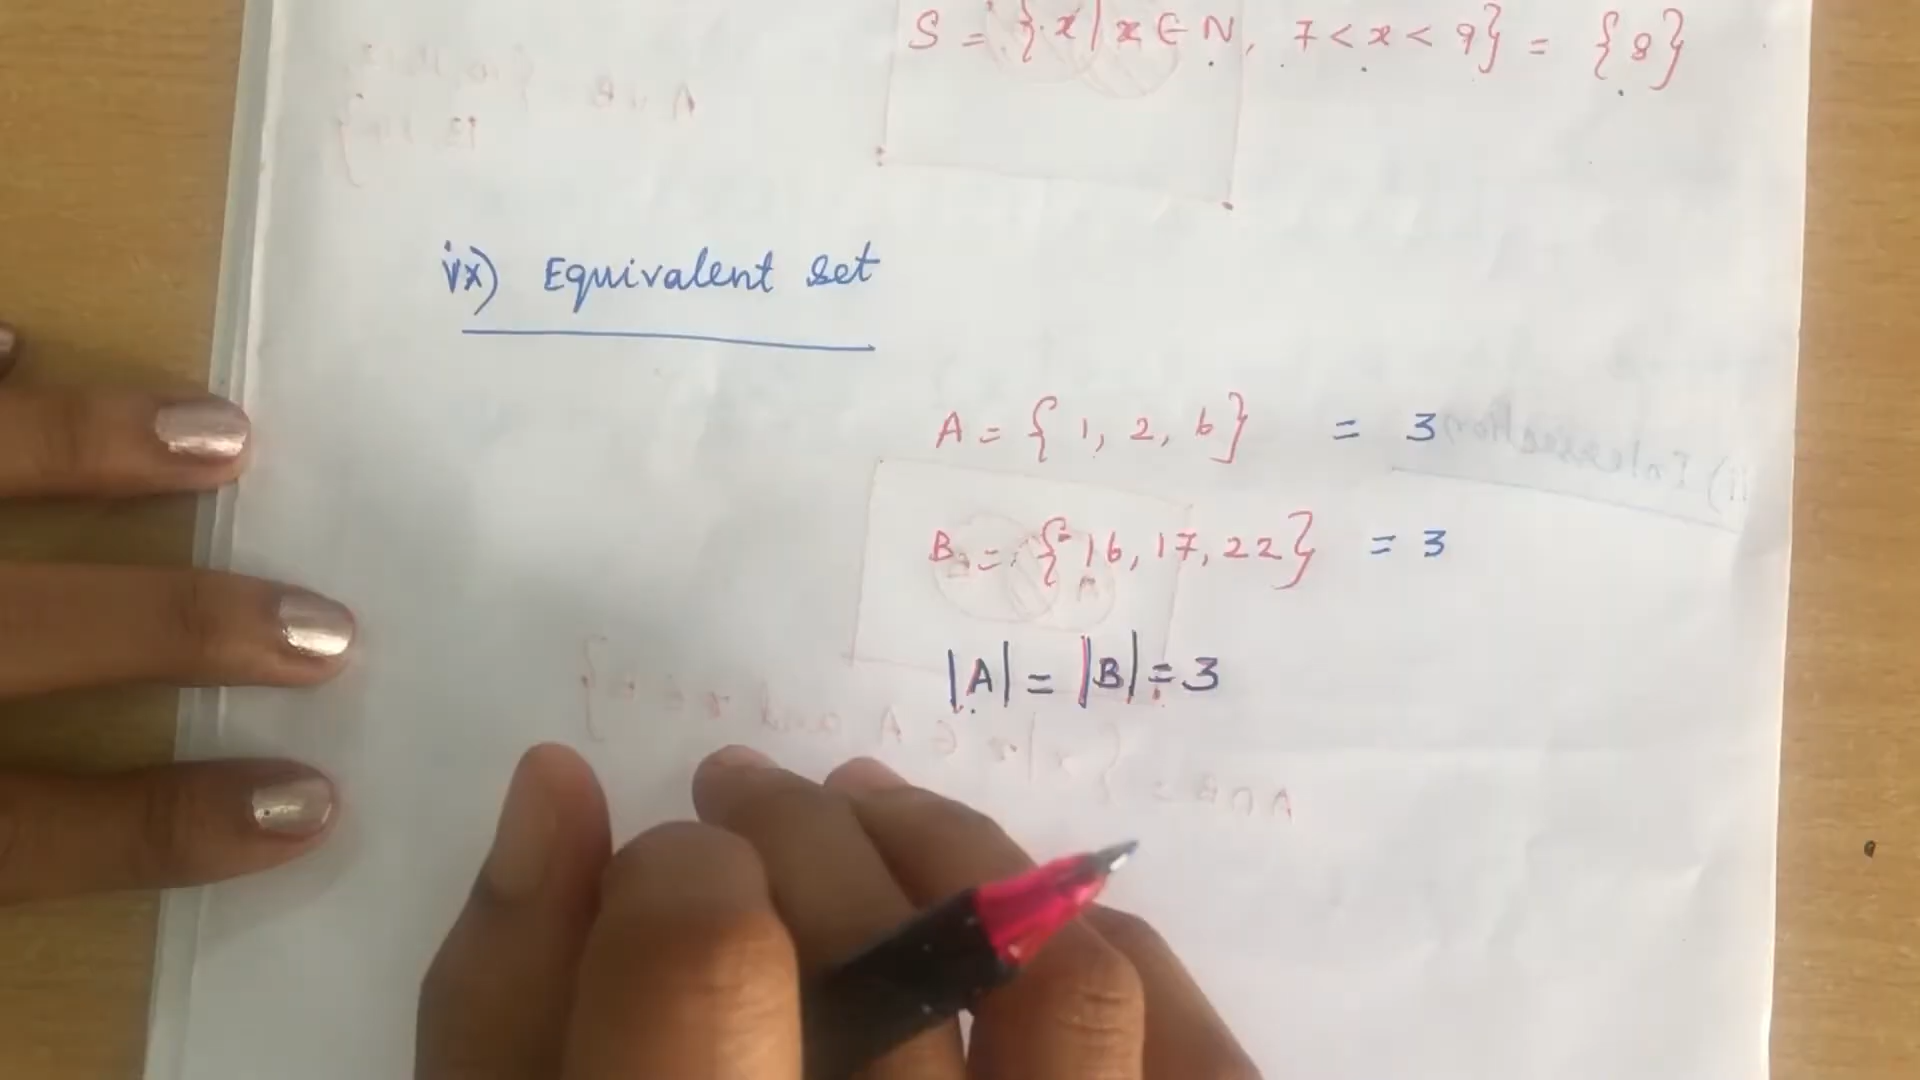 S = {x | x ∈ N, 7 < x < 9} = {8}
ix) Equivalent set
A = {1, 2, 6} = 3
B = {16, 17, 22} = 3
|A| = |B| = 3